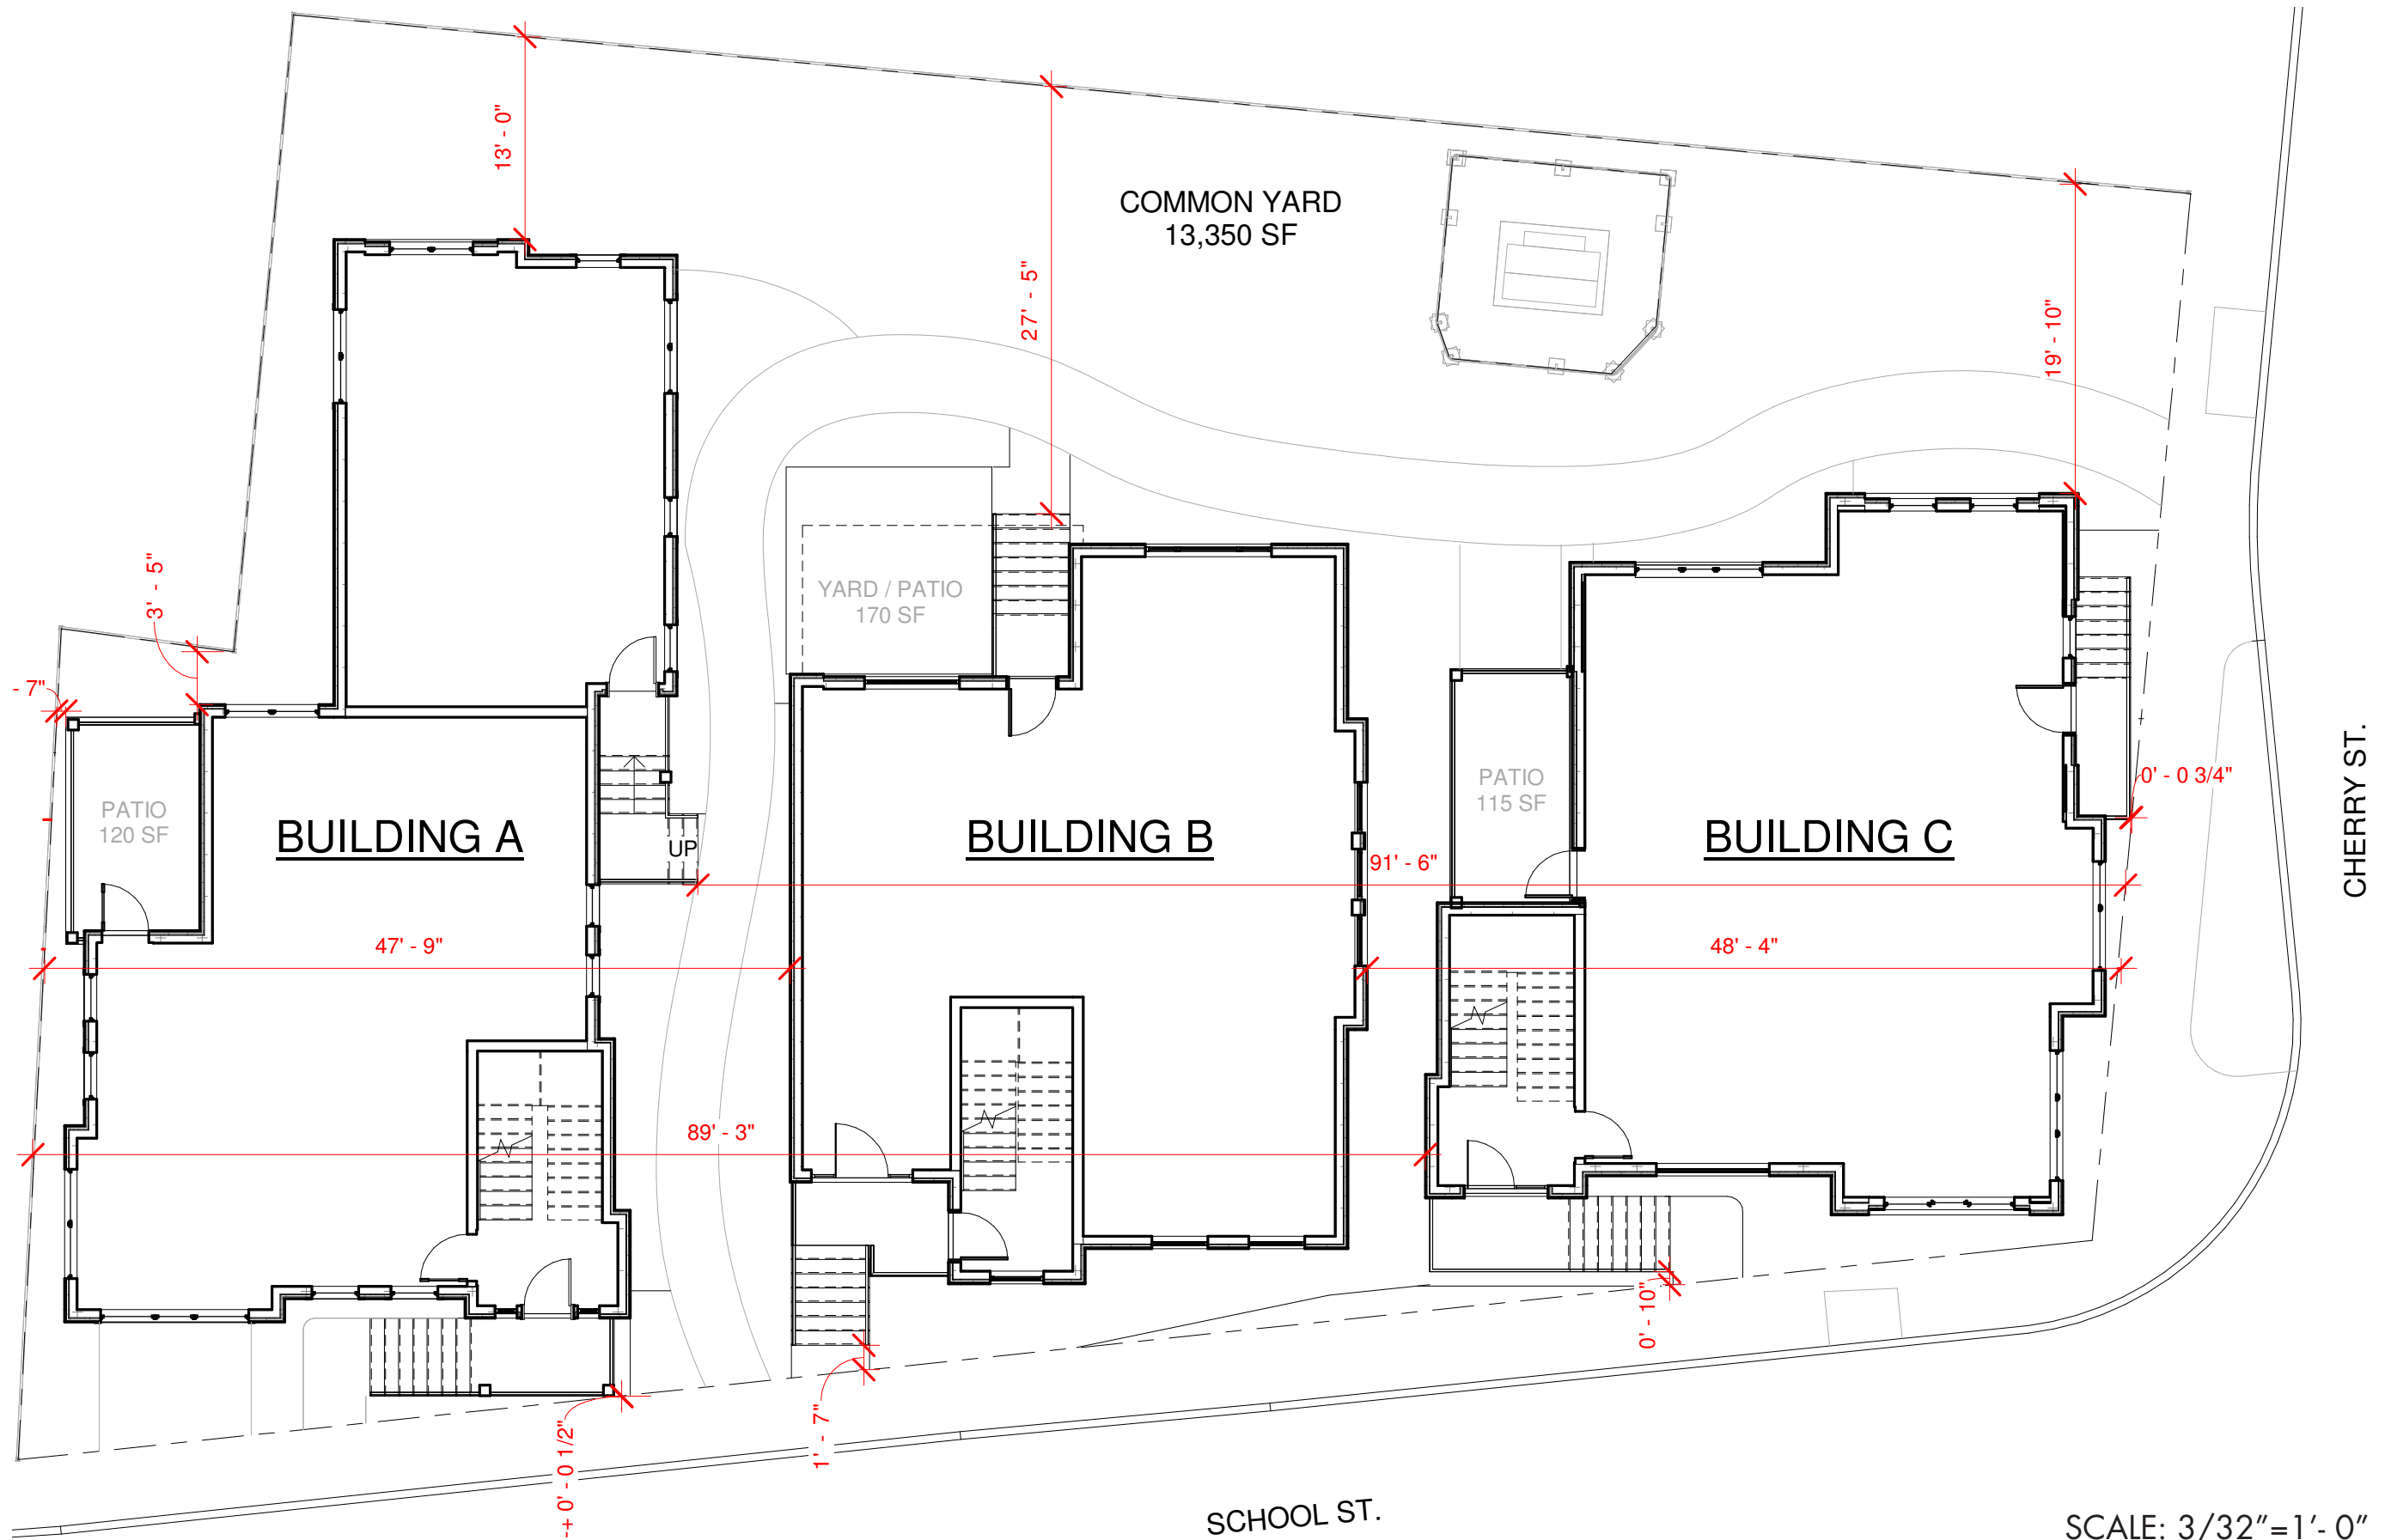 13' - 0"
COMMON YARD
13,350 SF
27' - 5"
19' - 10"
3' - 5"
YARD / PATIO
170 SF
- 7"
PATIO
120 SF
BUILDING A
UP
BUILDING B
PATIO
115 SF
BUILDING C
0' - 0 3/4"
CHERRY ST.
91' - 6"
47' - 9"
48' - 4"
89' - 3"
0' - 10"
1' - 7"
-+ 0' - 0 1/2"
SCHOOL ST.
SCALE: 3/32"=1'- 0"